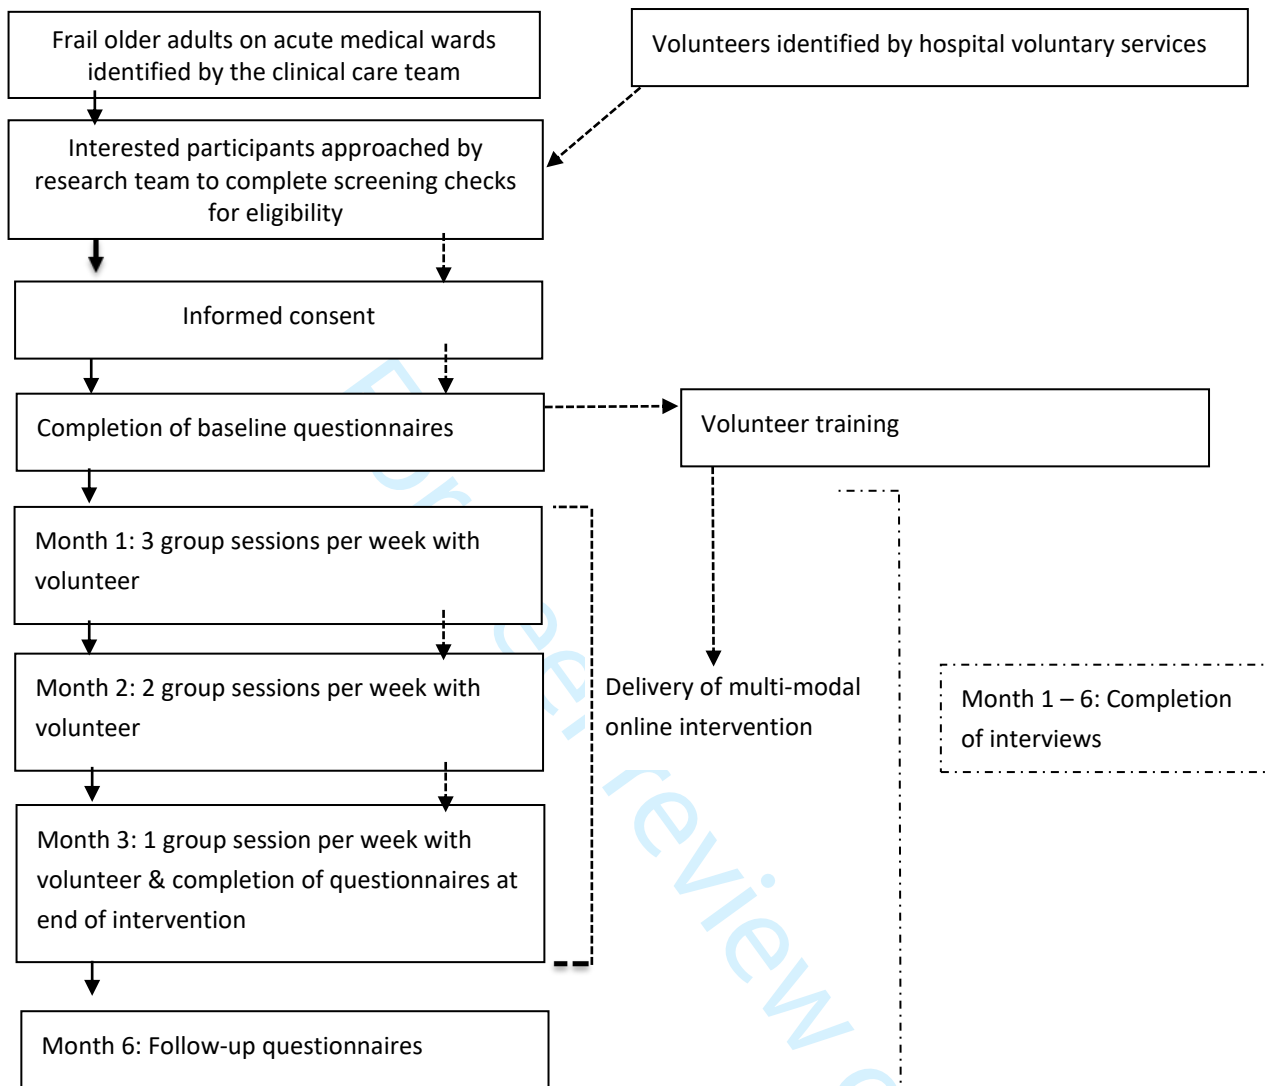 Frail older adults on acute medical wards
identified by the clinical care team
Volunteers identified by hospital voluntary services
Interested participants approached by
research team to complete screening checks
for eligibility
Informed consent
Completion of baseline questionnaires
Volunteer training
Month 1: 3 group sessions per week with
volunteer
Month 2: 2 group sessions per week with
volunteer
Delivery of multi-modal
online intervention
Month 1 – 6: Completion
of interviews
Month 3: 1 group session per week with
volunteer & completion of questionnaires at
end of intervention
Month 6: Follow-up questionnaires
For peer review o